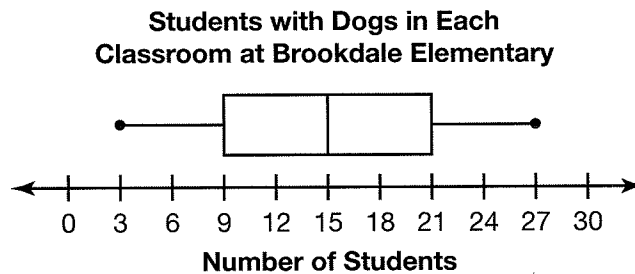 Students with Dogs in Each
Classroom at Brookdale Elementary
0 3 6 9 12 15 18 21 24 27 30
Number of Students